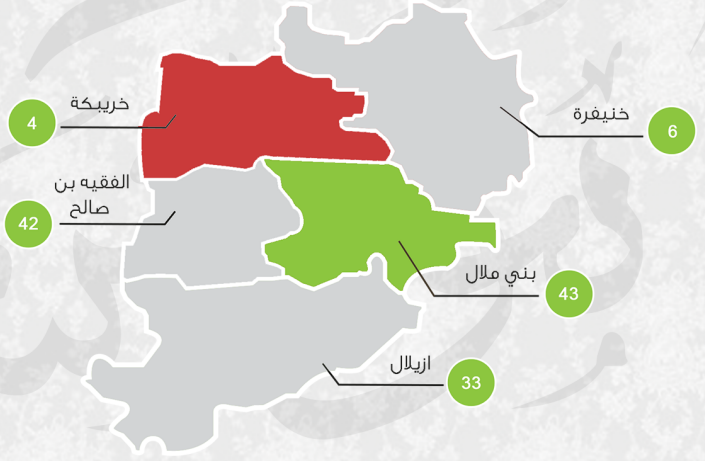 خريبكة
4
خنيفرة
6
الفقيه بن
صالح
42
بني ملال
43
ازيلال
33